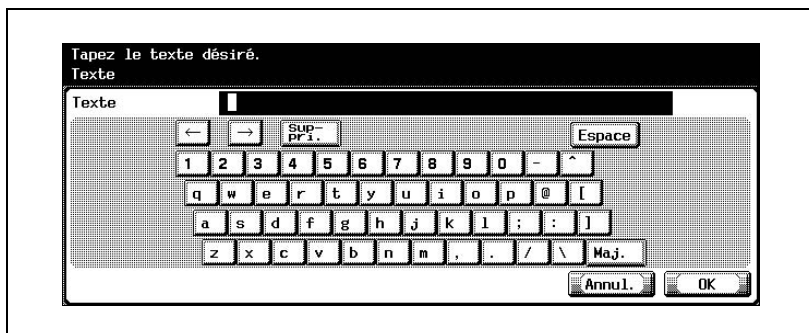 Tapez le texte désiré.
Texte
Texte
← → Sup-
pri. Espace
1 2 3 4 5 6 7 8 9 0 - ^
q w e r t y u i o p @ [
a s d f g h j k l ; : ]
z x c v b n m , . / \ Maj.
Annul. OK